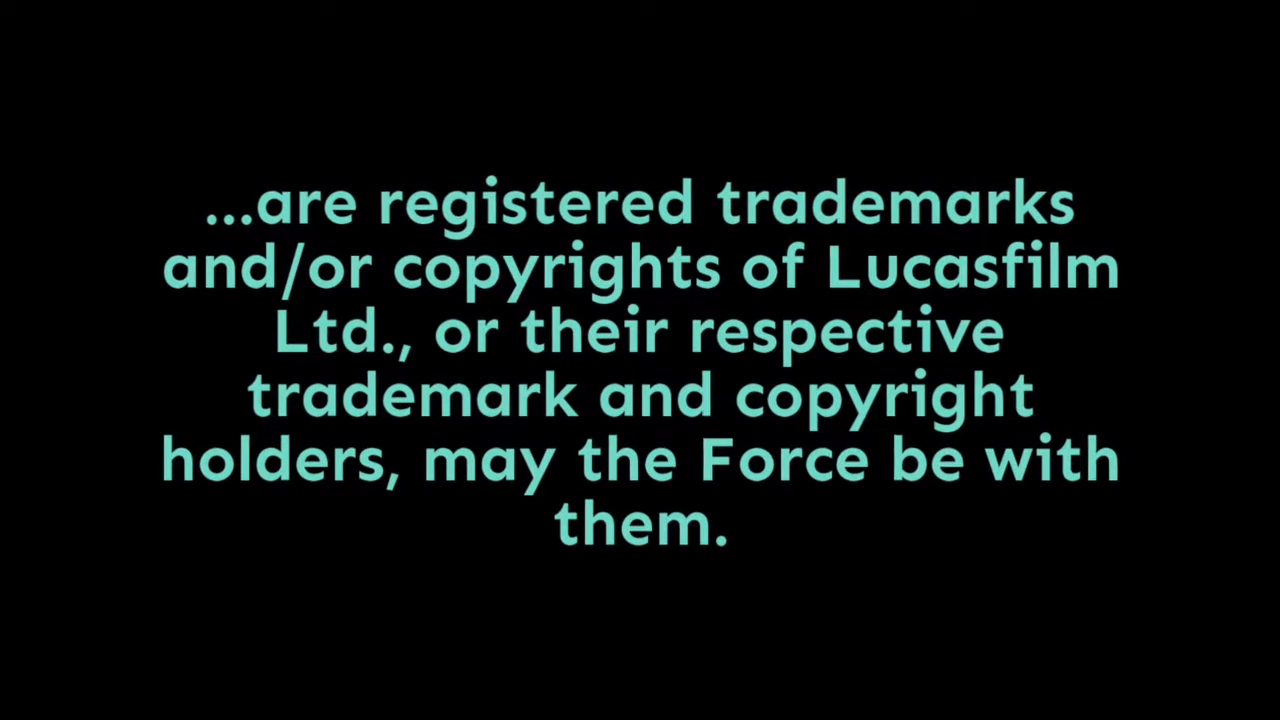 ...are registered trademarks
and/or copyrights of Lucasfilm
Ltd., or their respective
trademark and copyright
holders, may the Force be with
them.